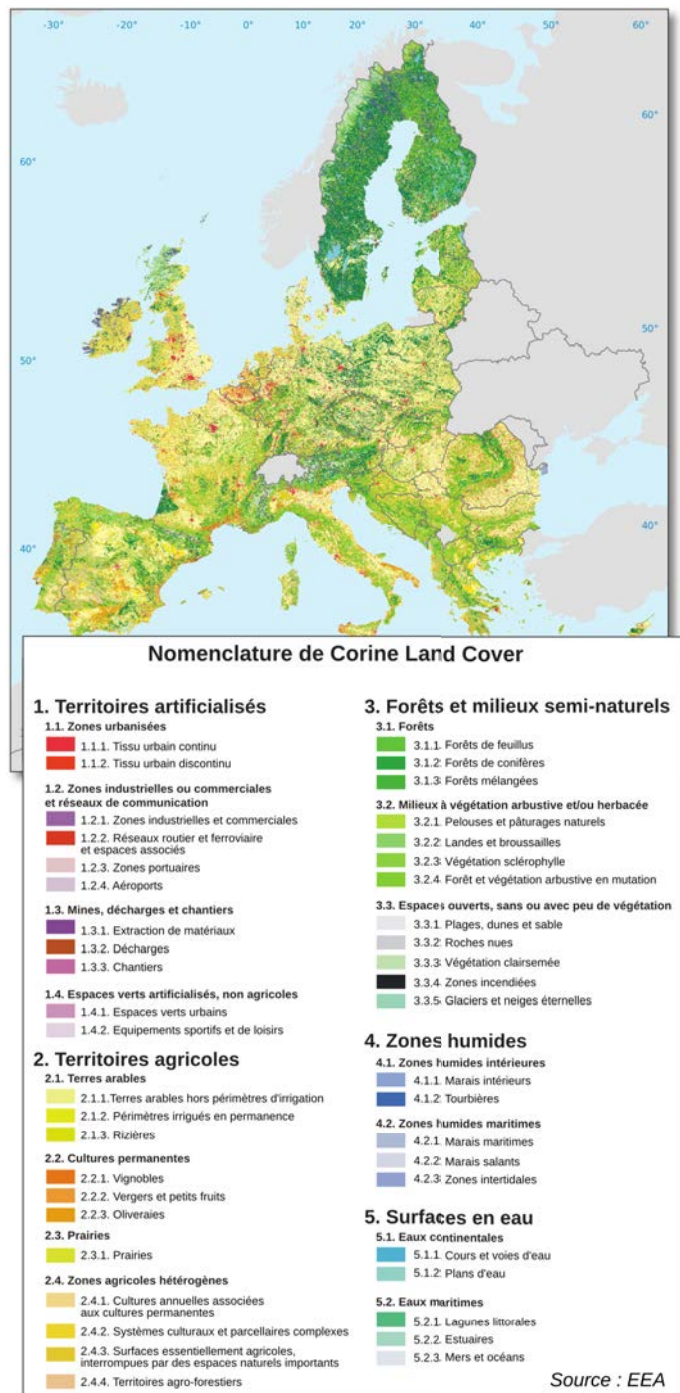 -30° -20° -10° 0° 10° 20° 30° 40° 50° 60°
60°
60°
50°
50°
40°
40°
Nomenclature de Corine Land Cover
1. Territoires artificialisés
1.1. Zones urbanisées
1.1.1. Tissu urbain continu
1.1.2. Tissu urbain discontinu
1.2. Zones industrielles ou commerciales
et réseaux de communication
1.2.1. Zones industrielles et commerciales
1.2.2. Réseaux routier et ferroviaire
et espaces associés
1.2.3. Zones portuaires
1.2.4. Aéroports
1.3. Mines, décharges et chantiers
1.3.1. Extraction de matériaux
1.3.2. Décharges
1.3.3. Chantiers
1.4. Espaces verts artificialisés, non agricoles
1.4.1. Espaces verts urbains
1.4.2. Equipements sportifs et de loisirs
2. Territoires agricoles
2.1. Terres arables
2.1.1.Terres arables hors périmètres d'irrigation
2.1.2. Périmètres irrigués en permanence
2.1.3. Rizières
2.2. Cultures permanentes
2.2.1. Vignobles
2.2.2. Vergers et petits fruits
2.2.3. Oliveraies
2.3. Prairies
2.3.1. Prairies
2.4. Zones agricoles hétérogènes
2.4.1. Cultures annuelles associées
aux cultures permanentes
2.4.2. Systèmes culturaux et parcellaires complexes
2.4.3. Surfaces essentiellement agricoles,
interrompues par des espaces naturels importants
2.4.4. Territoires agro-forestiers
3. Forêts et milieux semi-naturels
3.1. Forêts
3.1.1. Forêts de feuillus
3.1.2. Forêts de conifères
3.1.3. Forêts mélangées
3.2. Milieux à végétation arbustive et/ou herbacée
3.2.1. Pelouses et pâturages naturels
3.2.2. Landes et broussailles
3.2.3. Végétation sclérophylle
3.2.4. Forêt et végétation arbustive en mutation
3.3. Espaces ouverts, sans ou avec peu de végétation
3.3.1. Plages, dunes et sable
3.3.2. Roches nues
3.3.3. Végétation clairsemée
3.3.4. Zones incendiées
3.3.5. Glaciers et neiges éternelles
4. Zones humides
4.1. Zones humides intérieures
4.1.1. Marais intérieurs
4.1.2. Tourbières
4.2. Zones humides maritimes
4.2.1. Marais maritimes
4.2.2. Marais salants
4.2.3. Zones intertidales
5. Surfaces en eau
5.1. Eaux continentales
5.1.1. Cours et voies d'eau
5.1.2. Plans d'eau
5.2. Eaux maritimes
5.2.1. Lagunes littorales
5.2.2. Estuaires
5.2.3. Mers et océans
Source : EEA